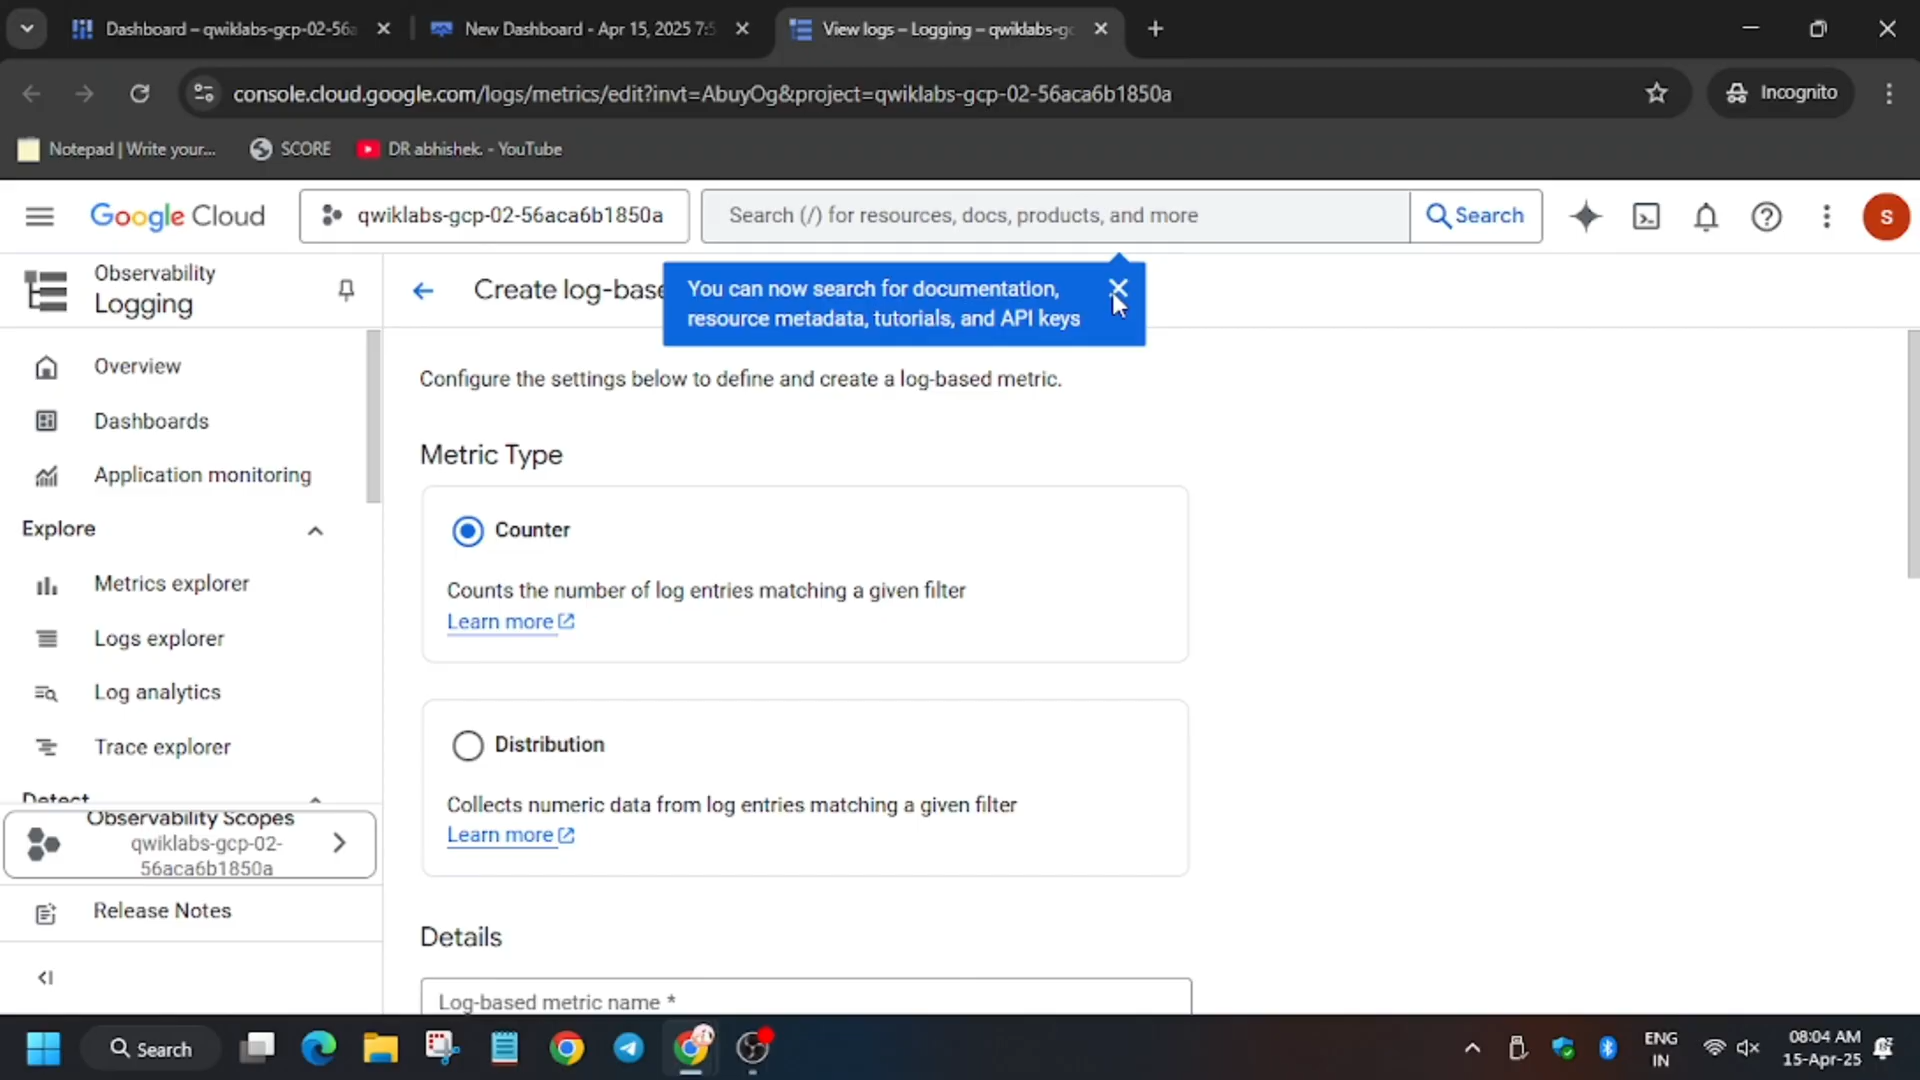 Dashboard – qwiklabs-gcp-02-56a
New Dashboard - Apr 15, 2025 7:5
View logs – Logging – qwiklabs-gc
console.cloud.google.com/logs/metrics/edit?invt=AbuyOg&project=qwiklabs-gcp-02-56aca6b1850a
Incognito
Notepad | Write your...
SCORE
DR abhishek. - YouTube
Google Cloud
qwiklabs-gcp-02-56aca6b1850a
Search (/) for resources, docs, products, and more
Search
S
Observability
Logging
Create log-base
You can now search for documentation,
resource metadata, tutorials, and API keys
Overview
Dashboards
Application monitoring
Explore
Metrics explorer
Logs explorer
Log analytics
Trace explorer
Detect
Observability Scopes
qwiklabs-gcp-02-
56aca6b1850a
Release Notes
Configure the settings below to define and create a log-based metric.
Metric Type
Counter
Counts the number of log entries matching a given filter
Learn more
Distribution
Collects numeric data from log entries matching a given filter
Learn more
Details
Log-based metric name *
Search
ENG
IN
08:04 AM
15-Apr-25